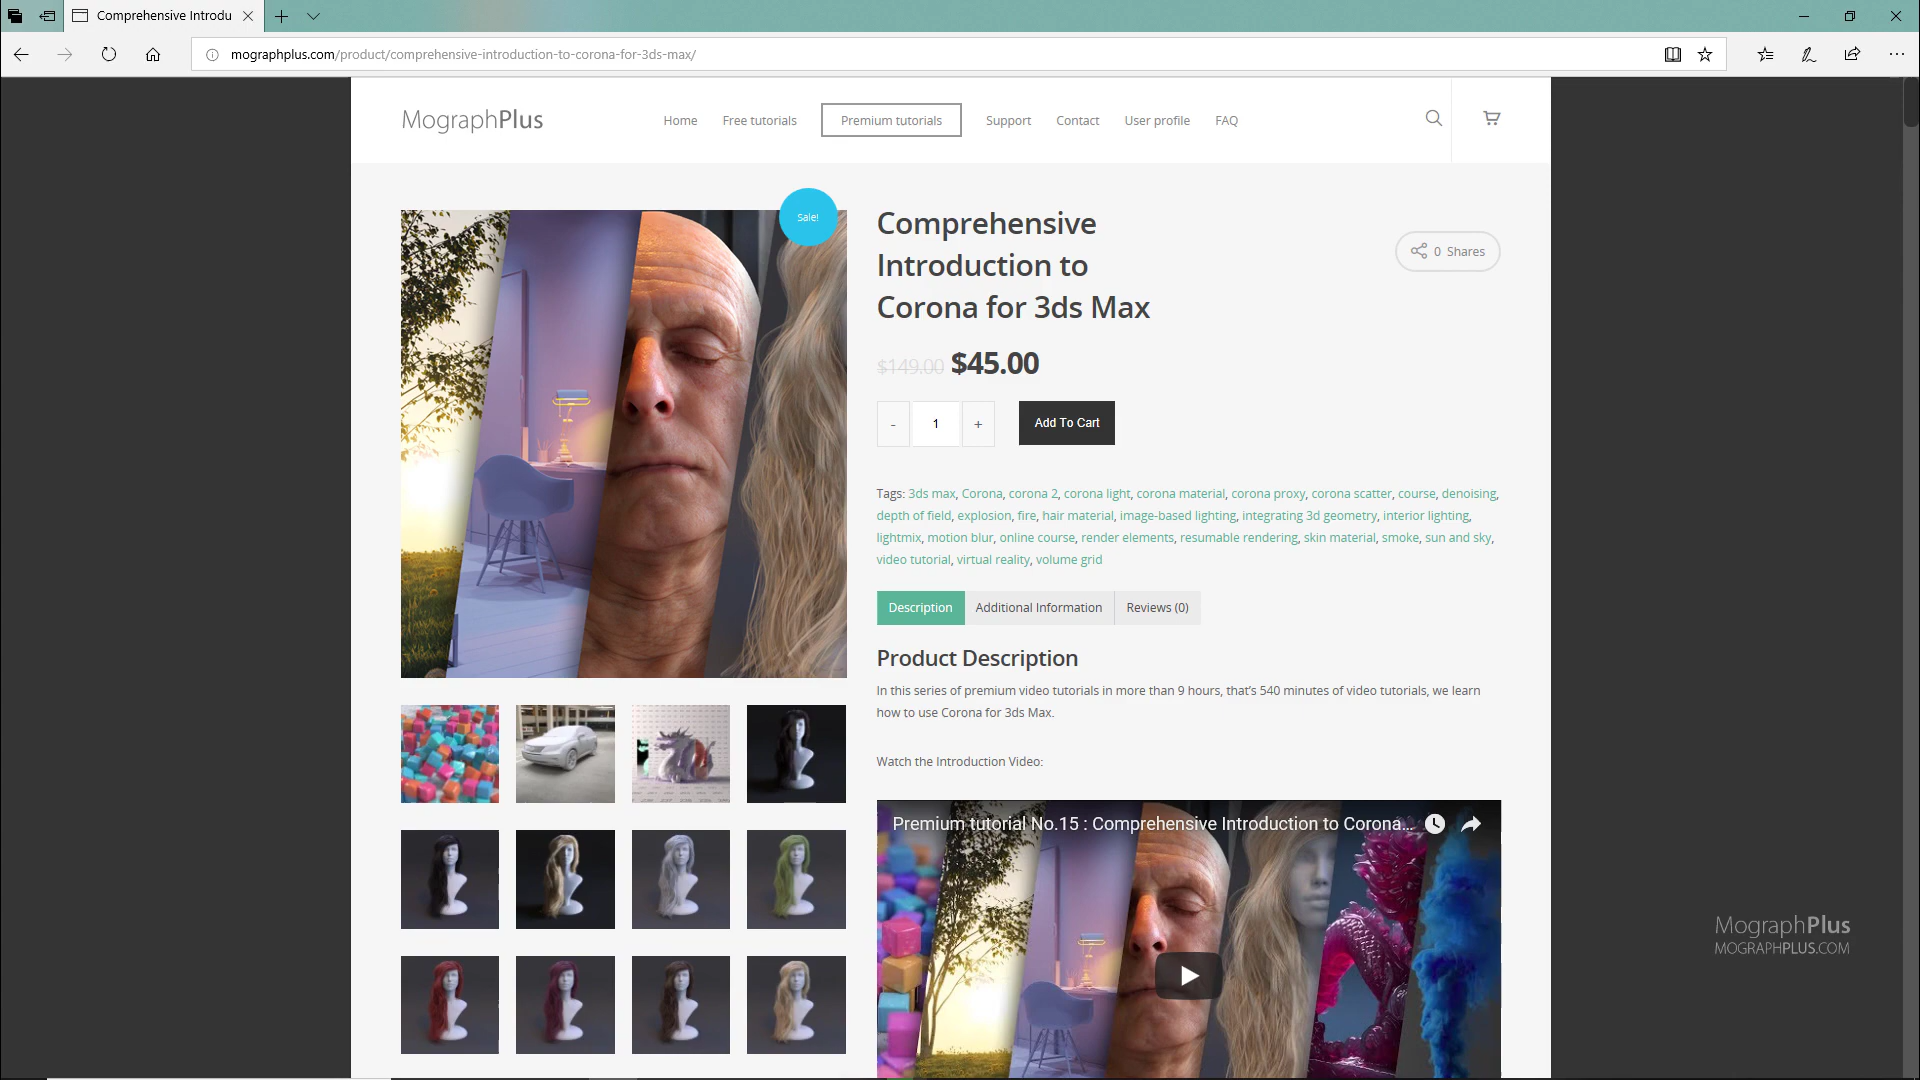 Comprehensive Introdu
mographplus.com/product/comprehensive-introduction-to-corona-for-3ds-max/
MographPlus
Home
Free tutorials
Premium tutorials
Support
Contact
User profile
FAQ
Sale!
Comprehensive
Introduction to
Corona for 3ds Max
0 Shares
$149.00 $45.00
- 1 +
Add To Cart
Tags: 3ds max, Corona, corona 2, corona light, corona material, corona proxy, corona scatter, course, denoising,
depth of field, explosion, fire, hair material, image-based lighting, integrating 3d geometry, interior lighting,
lightmix, motion blur, online course, render elements, resumable rendering, skin material, smoke, sun and sky,
video tutorial, virtual reality, volume grid
Description
Additional Information
Reviews (0)
Product Description
In this series of premium video tutorials in more than 9 hours, that's 540 minutes of video tutorials, we learn
how to use Corona for 3ds Max.
Watch the Introduction Video:
Premium tutorial No.15 : Comprehensive Introduction to Corona...
MographPlus
MOGRAPHPLUS.COM